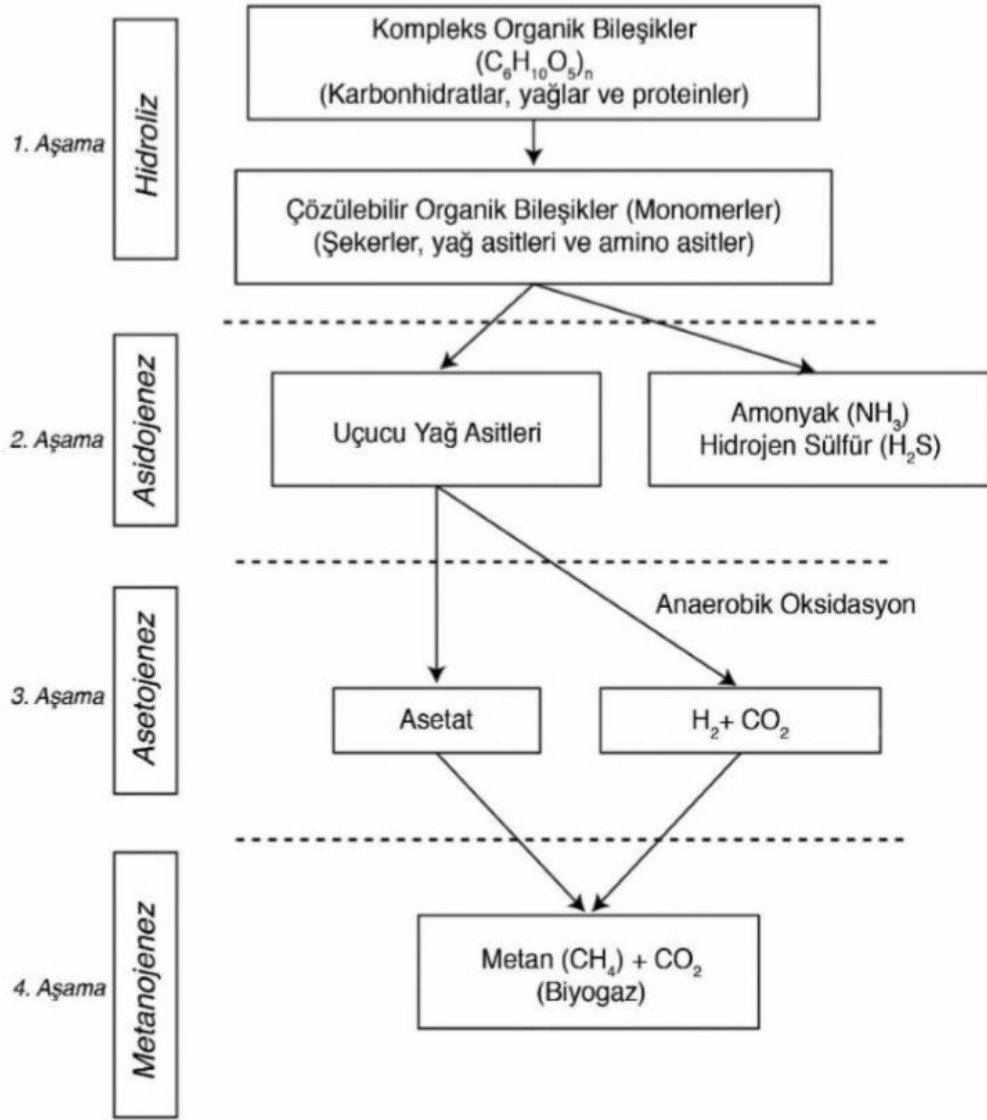 Kompleks Organik Bileşikler
(C₆H₁₀O₅)ₙ
(Karbonhidratlar, yağlar ve proteinler)
1. Aşama
Hidroliz
Çözülebilir Organik Bileşikler (Monomerler)
(Şekerler, yağ asitleri ve amino asitler)
2. Aşama
Asidojenez
Uçucu Yağ Asitleri
Amonyak (NH₃)
Hidrojen Sülfür (H₂S)
Anaerobik Oksidasyon
3. Aşama
Asetojenez
Asetat
H₂+ CO₂
4. Aşama
Metanojenez
Metan (CH₄) + CO₂
(Biyogaz)